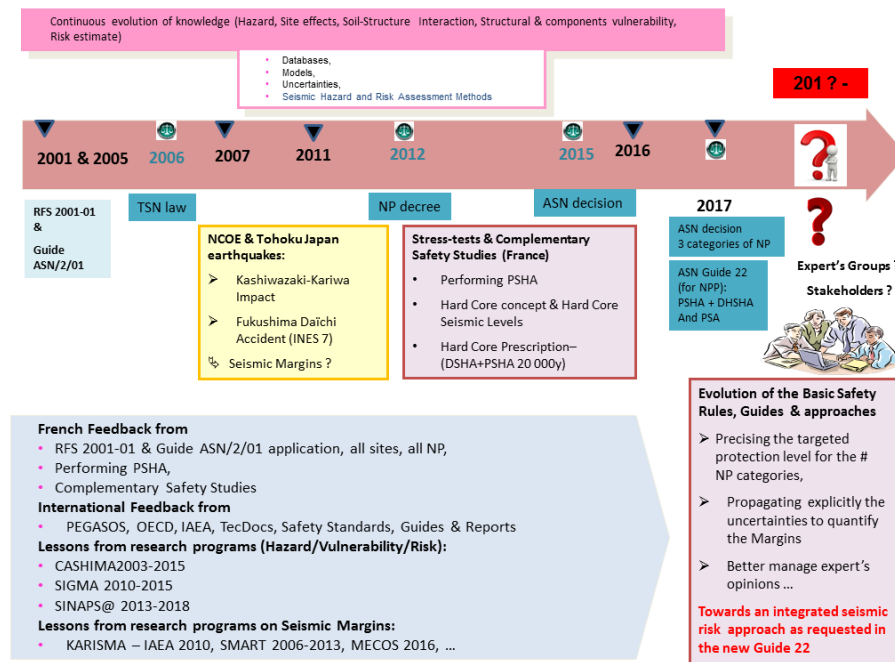 Continuous evolution of knowledge (Hazard, Site effects, Soil-Structure Interaction, Structural & components vulnerability,
Risk estimate)
• Databases,
• Models,
• Uncertainties,
• Seismic Hazard and Risk Assessment Methods
201 ? -
2001 & 2005
2006
2007
2011
2012
2015
2016
2017
RFS 2001-01
&
Guide
ASN/2/01
TSN law
NP decree
ASN decision
NCOE & Tohoku Japan
earthquakes:
➢ Kashiwazaki-Kariwa
Impact
➢ Fukushima Daïchi
Accident (INES 7)
Seismic Margins ?
Stress-tests & Complementary
Safety Studies (France)
• Performing PSHA
• Hard Core concept & Hard Core
Seismic Levels
• Hard Core Prescription–
(DSHA+PSHA 20 000y)
ASN decision
3 categories of NP
ASN Guide 22
(for NPP):
PSHA + DHSHA
And PSA
Expert's Groups ?
Stakeholders ?
French Feedback from
• RFS 2001-01 & Guide ASN/2/01 application, all sites, all NP,
• Performing PSHA,
• Complementary Safety Studies
International Feedback from
• PEGASOS, OECD, IAEA, TecDocs, Safety Standards, Guides & Reports
Lessons from research programs (Hazard/Vulnerability/Risk):
• CASHIMA2003-2015
• SIGMA 2010-2015
• SINAPS@ 2013-2018
Lessons from research programs on Seismic Margins:
• KARISMA – IAEA 2010, SMART 2006-2013, MECOS 2016, …
Evolution of the Basic Safety
Rules, Guides & approaches
➢ Precising the targeted
protection level for the #
NP categories,
➢ Propagating explicitly the
uncertainties to quantify
the Margins
➢ Better manage expert's
opinions …
Towards an integrated seismic
risk approach as requested in
the new Guide 22